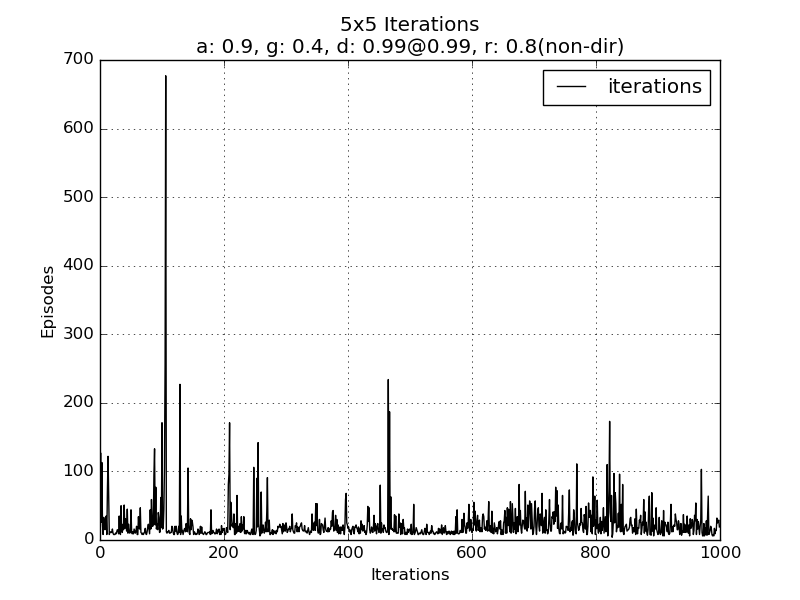 5x5 Iterations
a: 0.9, g: 0.4, d: 0.99@0.99, r: 0.8(non-dir)
iterations
700
600
500
400
300
200
100
0
Episodes
0 200 400 600 800 1000
Iterations